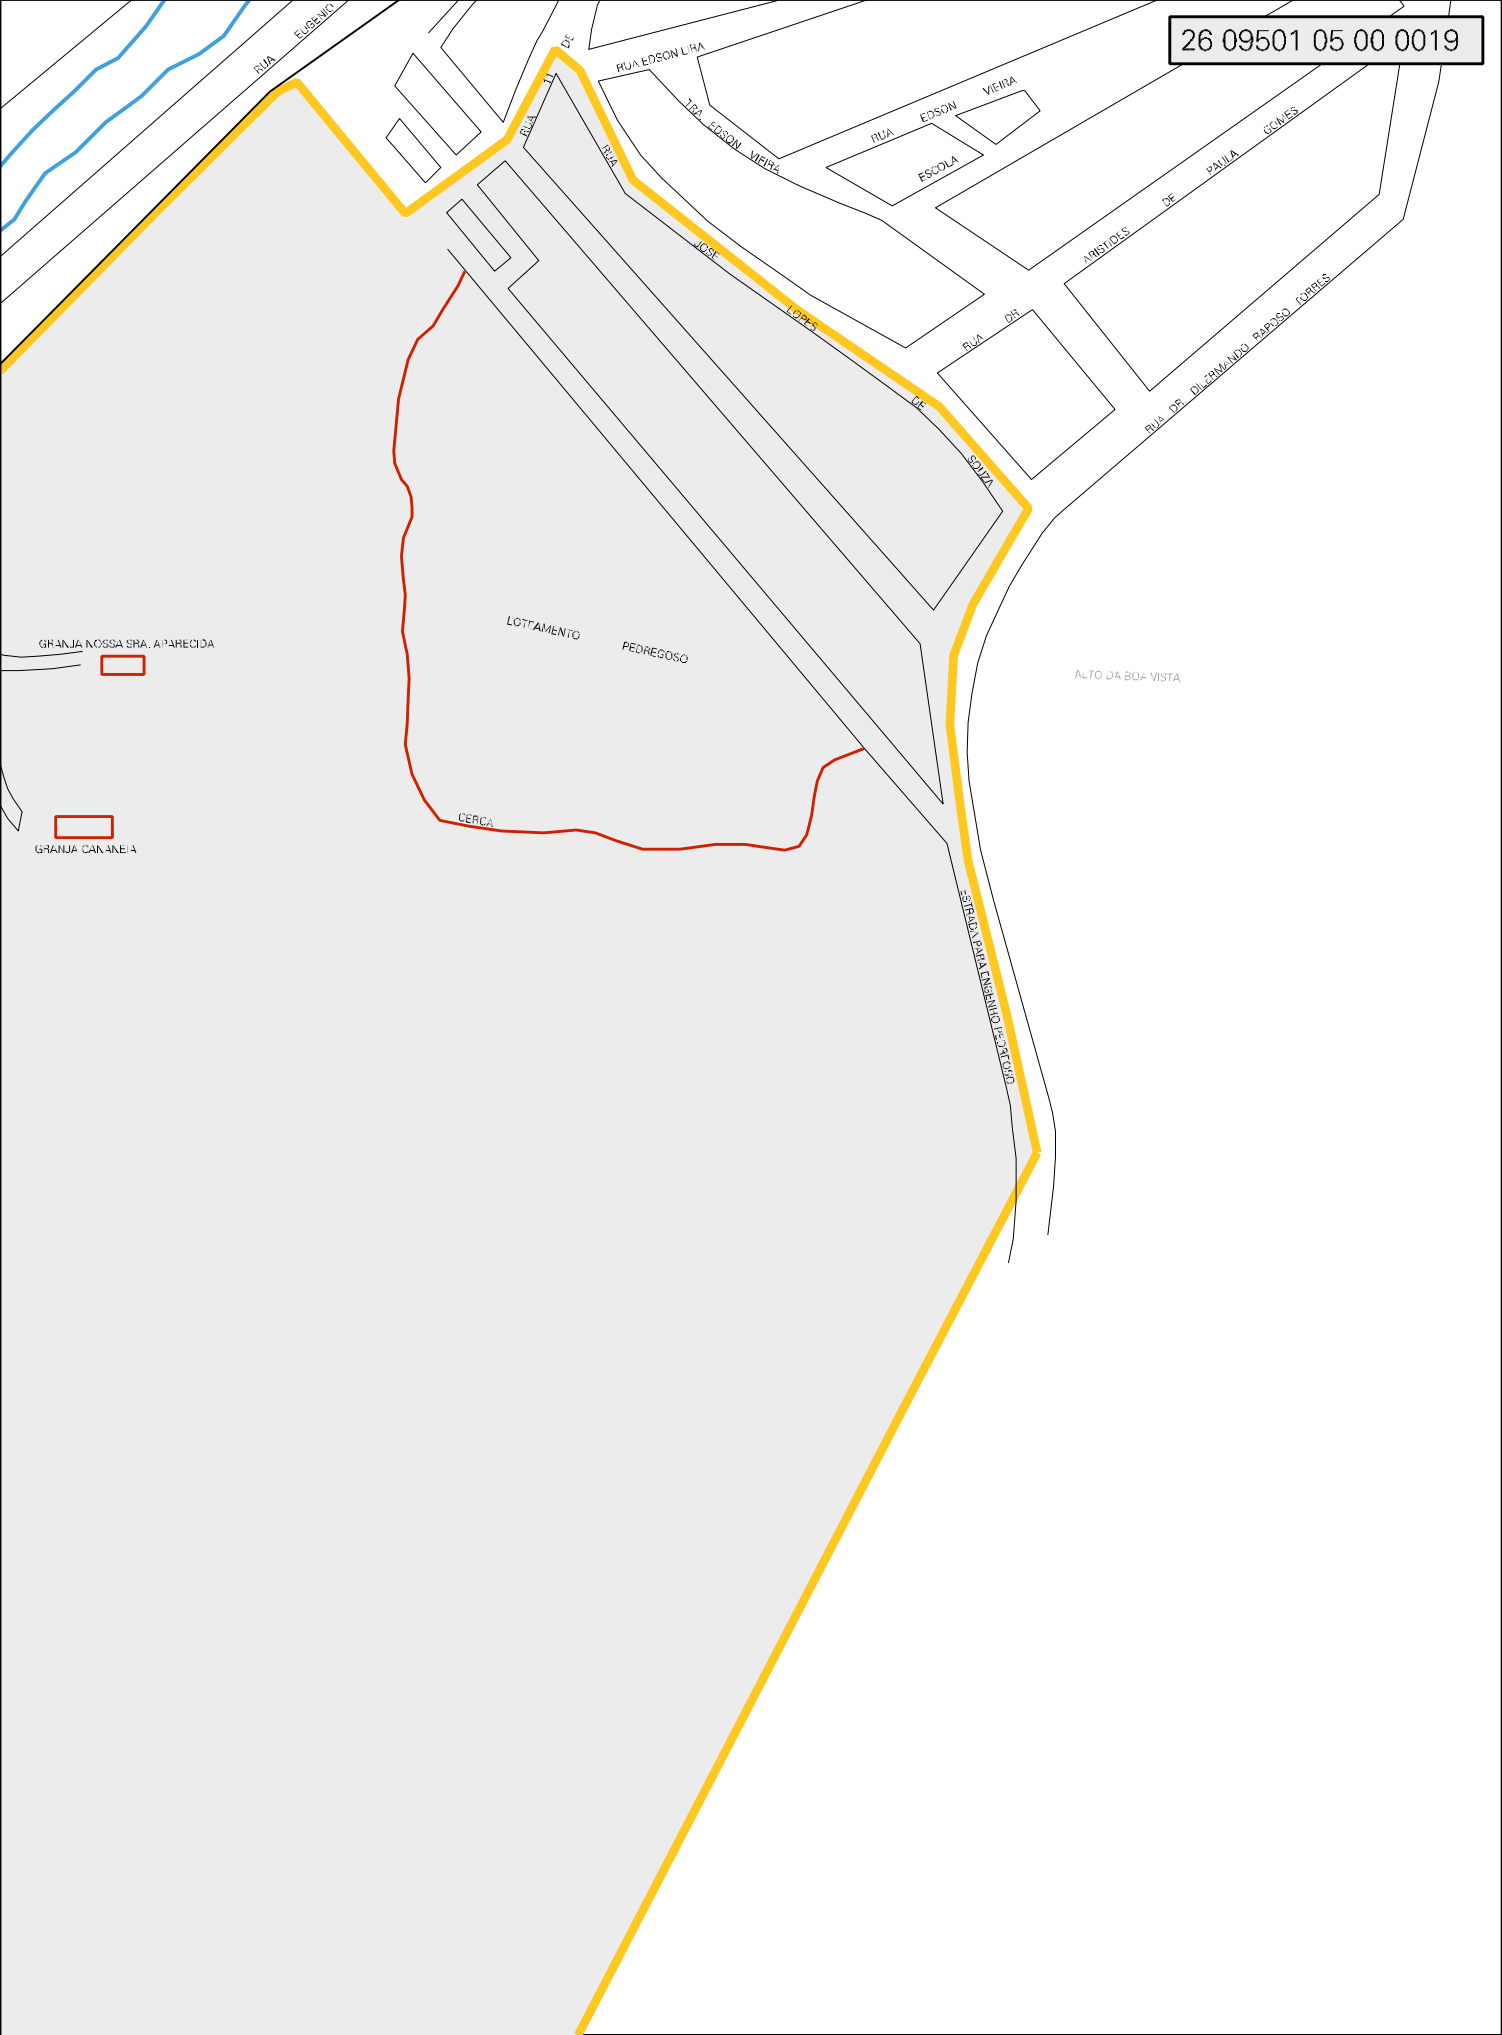 26 09501 05 00 0019
RUA EUGENIO
RUA 11 DE
RUA EDSON LIRA
TRA. EDSON VIEIRA
RUA EDSON VIEIRA
ESCOLA
RUA DR ARISTIDES DE PAULA GOMES
RUA DR DILERMANDO RAPOSO TORRES
RUA JOSE LOPES DE SOUZA
LOTEAMENTO PEDREGOSO
GRANJA NOSSA SRA. APARECIDA
ALTO DA BOA VISTA
CERCA
GRANJA CANANEIA
ESTRADA PARA ENGENHO PEDREGOSO